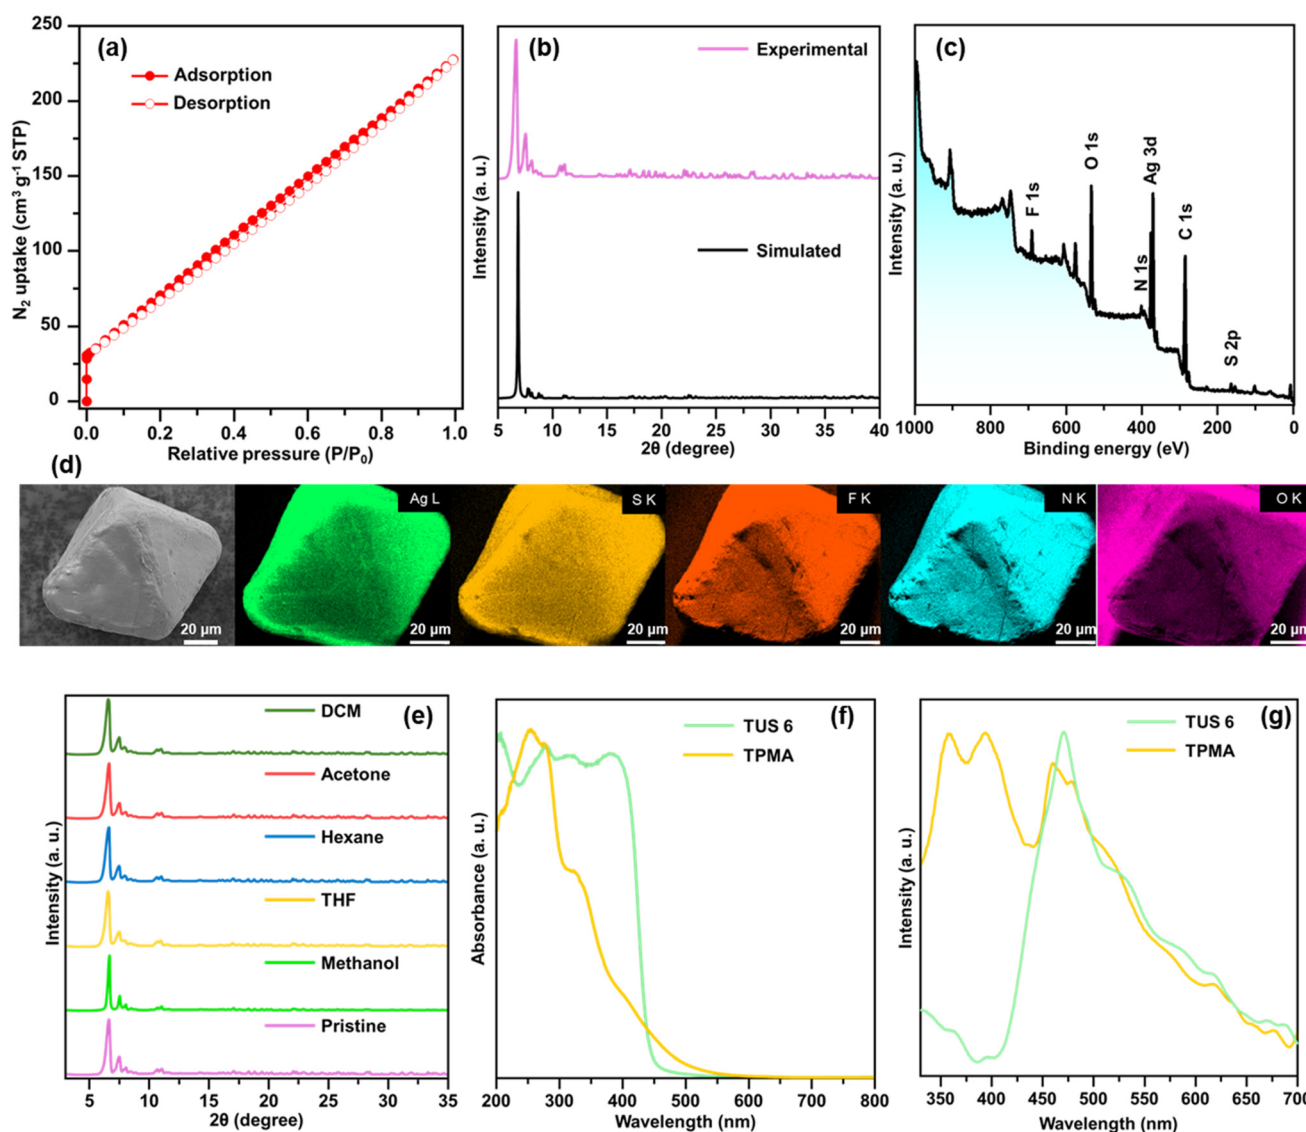 (a)
Adsorption
Desorption
N2 uptake (cm3 g-1 STP)
250
200
150
100
50
0
0.0 0.2 0.4 0.6 0.8 1.0
Relative pressure (P/P0)
(b)
Experimental
Simulated
Intensity (a. u.)
5 10 15 20 25 30 35 40
2θ (degree)
(c)
F 1s
O 1s
N 1s
Ag 3d
C 1s
S 2p
Intensity (a. u.)
1000 800 600 400 200 0
Binding energy (eV)
(d)
20 µm
Ag L
20 µm
S K
20 µm
F K
20 µm
N K
20 µm
O K
20 µm
(e)
DCM
Acetone
Hexane
THF
Methanol
Pristine
Intensity (a. u.)
5 10 15 20 25 30 35
2θ (degree)
(f)
TUS 6
TPMA
Absorbance (a. u.)
200 300 400 500 600 700 800
Wavelength (nm)
(g)
TUS 6
TPMA
Intensity (a. u.)
350 400 450 500 550 600 650 700
Wavelength (nm)